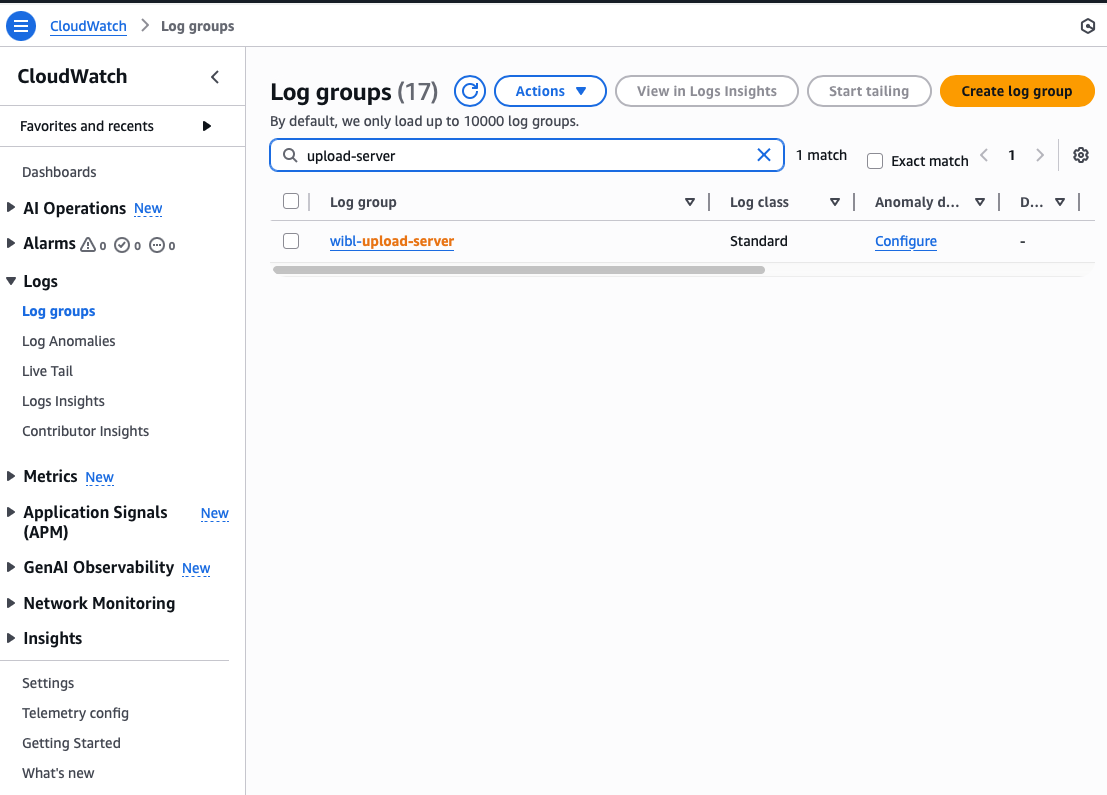 CloudWatch > Log groups
CloudWatch
Favorites and recents
Dashboards
AI Operations New
Alarms 0 0 0
Logs
Log groups
Log Anomalies
Live Tail
Logs Insights
Contributor Insights
Metrics New
Application Signals New
(APM)
GenAI Observability New
Network Monitoring
Insights
Settings
Telemetry config
Getting Started
What's new
Log groups (17)
Actions
View in Logs Insights
Start tailing
Create log group
By default, we only load up to 10000 log groups.
upload-server
1 match
Exact match
1
Log group
Log class
Anomaly d...
D...
wibl-upload-server
Standard
Configure
-